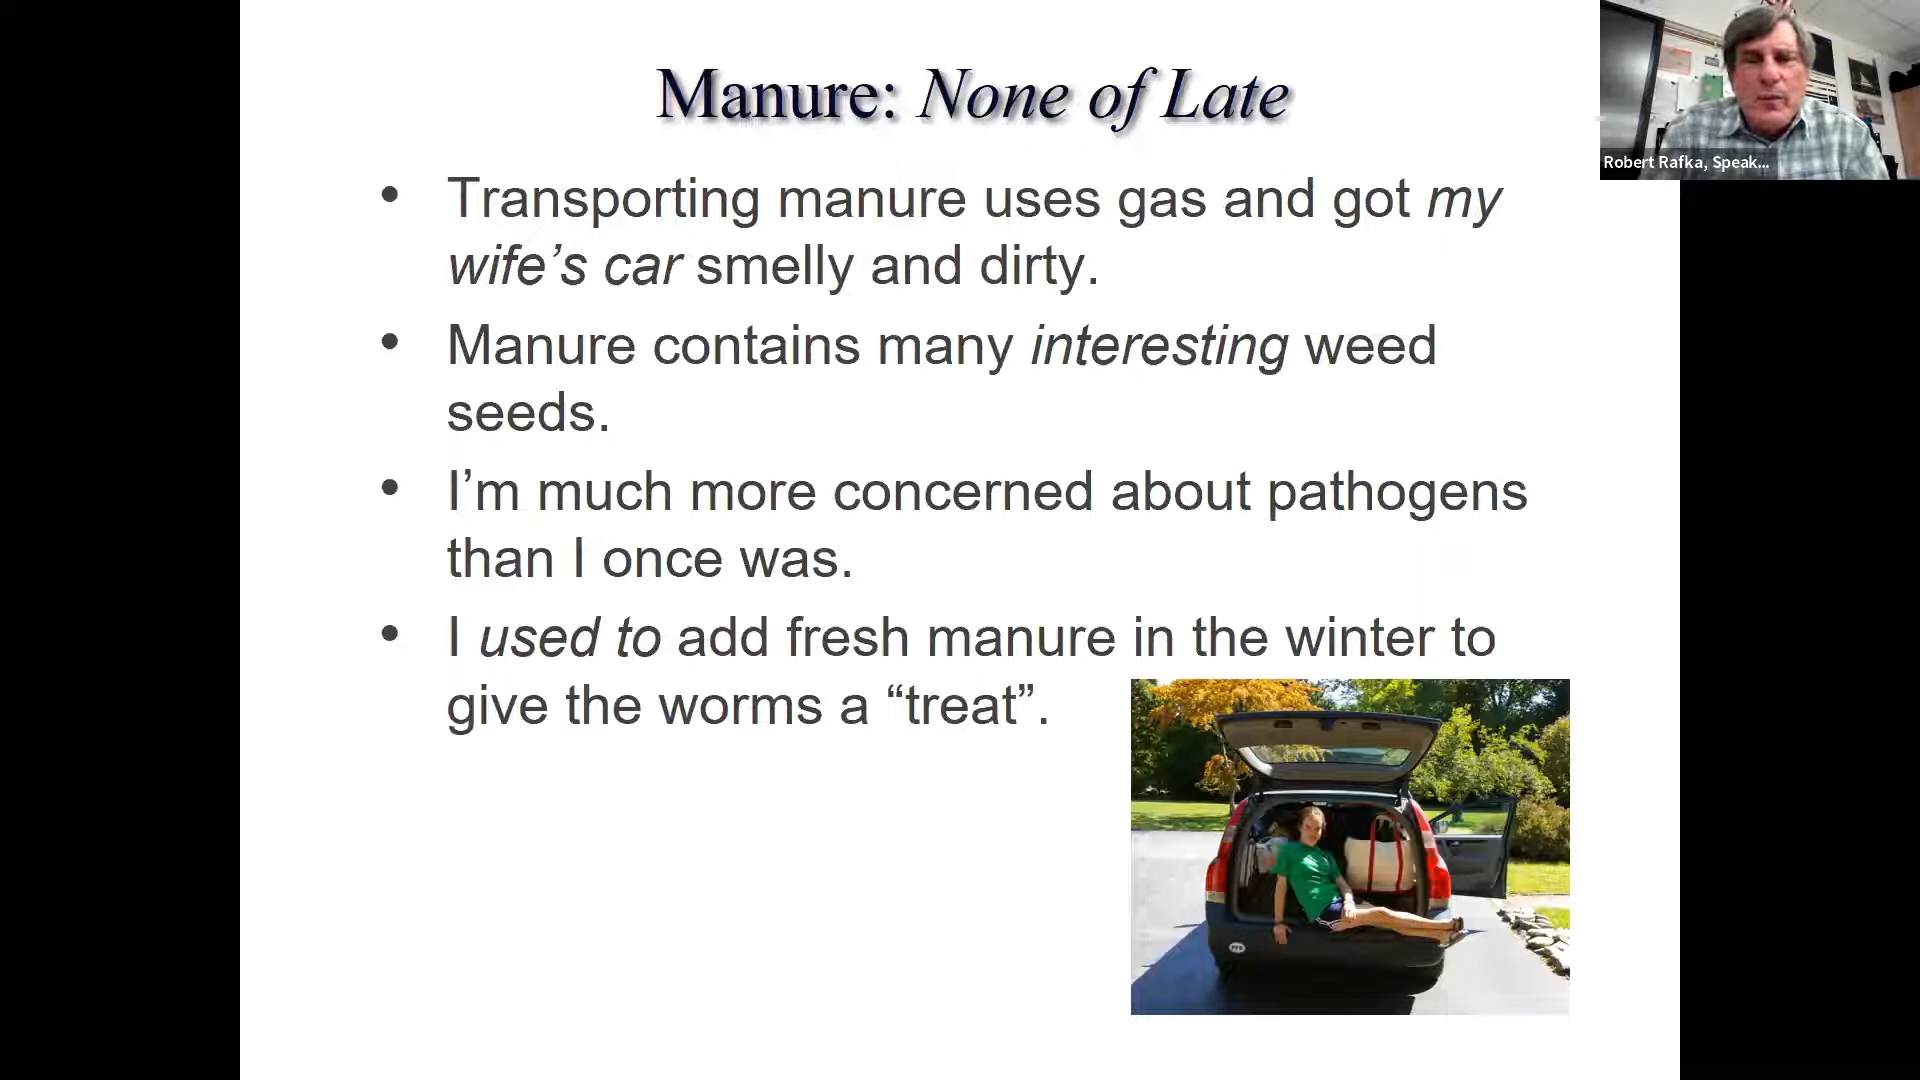 Manure: None of Late
Robert Rafka, Speak...
• Transporting manure uses gas and got my
wife’s car smelly and dirty.
• Manure contains many interesting weed
seeds.
• I’m much more concerned about pathogens
than I once was.
• I used to add fresh manure in the winter to
give the worms a “treat”.